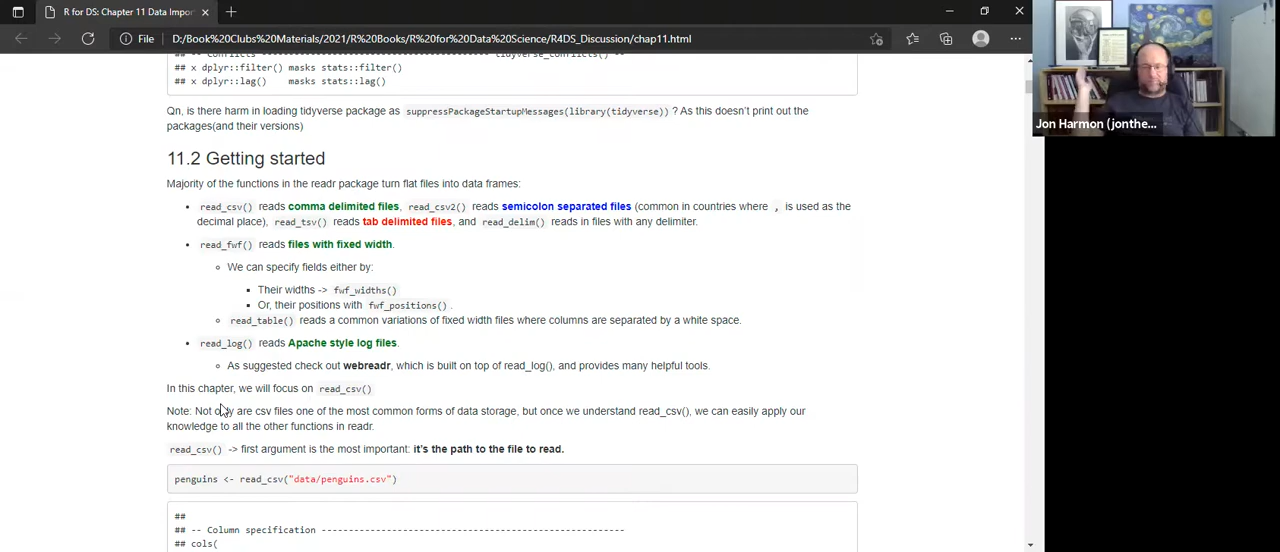 R for DS: Chapter 11 Data Impor
File D:/Book%20Clubs%20Materials/2021/R%20Books/R%20for%20Data%20Science/R4DS_Discussion/chap11.html
tidyverse_conflicts() --
## x dplyr::filter() masks stats::filter()
## x dplyr::lag() masks stats::lag()
Qn, is there harm in loading tidyverse package as suppressPackageStartupMessages(library(tidyverse)) ? As this doesn't print out the
packages(and their versions)
11.2 Getting started
Majority of the functions in the readr package turn flat files into data frames:
• read_csv() reads comma delimited files, read_csv2() reads semicolon separated files (common in countries where , is used as the
decimal place), read_tsv() reads tab delimited files, and read_delim() reads in files with any delimiter.
• read_fwf() reads files with fixed width.
◦ We can specify fields either by:
▪ Their widths -> fwf_widths()
▪ Or, their positions with fwf_positions() .
◦ read_table() reads a common variations of fixed width files where columns are separated by a white space.
• read_log() reads Apache style log files.
◦ As suggested check out webreadr, which is built on top of read_log(), and provides many helpful tools.
In this chapter, we will focus on read_csv()
Note: Not only are csv files one of the most common forms of data storage, but once we understand read_csv(), we can easily apply our
knowledge to all the other functions in readr.
read_csv() -> first argument is the most important: it's the path to the file to read.
penguins <- read_csv("data/penguins.csv")
##
## -- Column specification --------------------------------------------------------
## cols(
Jon Harmon (jonthe...